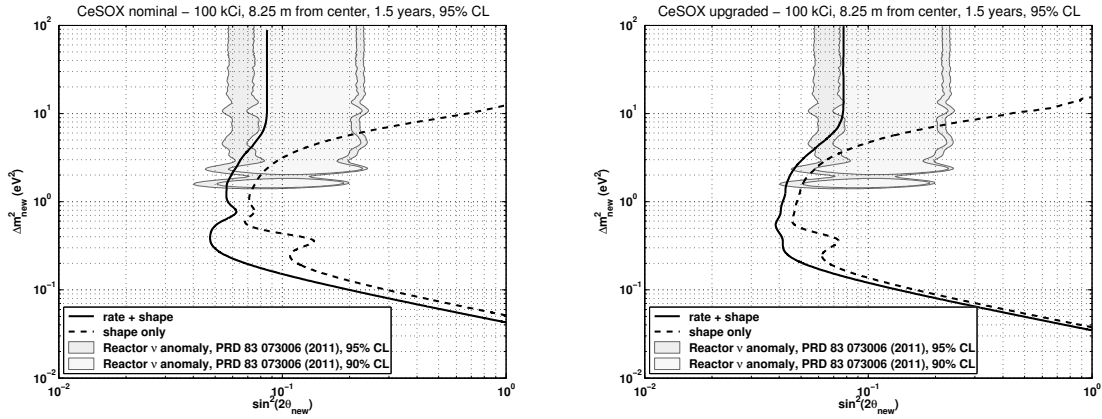 CeSOX nominal − 100 kCi, 8.25 m from center, 1.5 years, 95% CL
10²
10¹
10⁰
10⁻¹
10⁻²
Δm²new (eV²)
rate + shape
shape only
Reactor ν anomaly, PRD 83 073006 (2011), 95% CL
Reactor ν anomaly, PRD 83 073006 (2011), 90% CL
10⁻²
10⁻¹
10⁰
sin²(2θnew)
CeSOX upgraded − 100 kCi, 8.25 m from center, 1.5 years, 95% CL
10²
10¹
10⁰
10⁻¹
10⁻²
Δm²new (eV²)
rate + shape
shape only
Reactor ν anomaly, PRD 83 073006 (2011), 95% CL
Reactor ν anomaly, PRD 83 073006 (2011), 90% CL
10⁻²
10⁻¹
10⁰
sin²(2θnew)